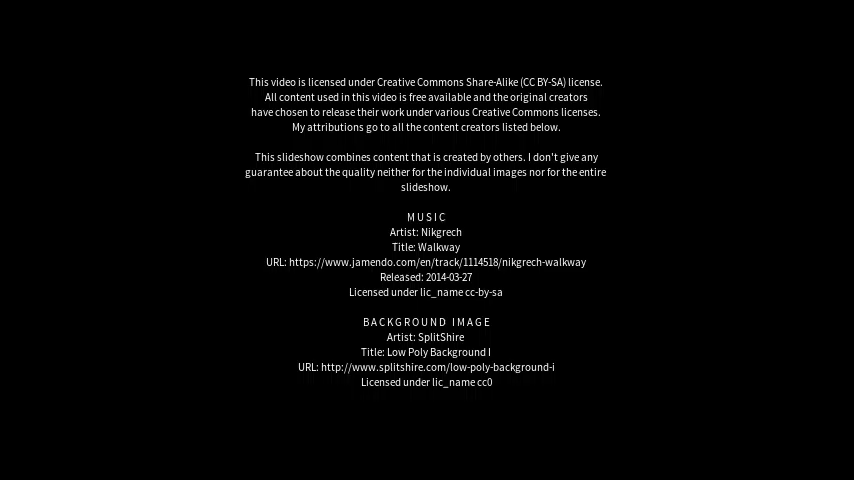 This video is licensed under Creative Commons Share-Alike (CC BY-SA) license.
All content used in this video is free available and the original creators
have chosen to release their work under various Creative Commons licenses.
My attributions go to all the content creators listed below.
This slideshow combines content that is created by others. I don't give any
guarantee about the quality neither for the individual images nor for the entire
slideshow.
MUSIC
Artist: Nikgrech
Title: Walkway
URL: https://www.jamendo.com/en/track/1114518/nikgrech-walkway
Released: 2014-03-27
Licensed under lic_name cc-by-sa
BACKGROUND IMAGE
Artist: SplitShire
Title: Low Poly Background I
URL: http://www.splitshire.com/low-poly-background-i
Licensed under lic_name cc0